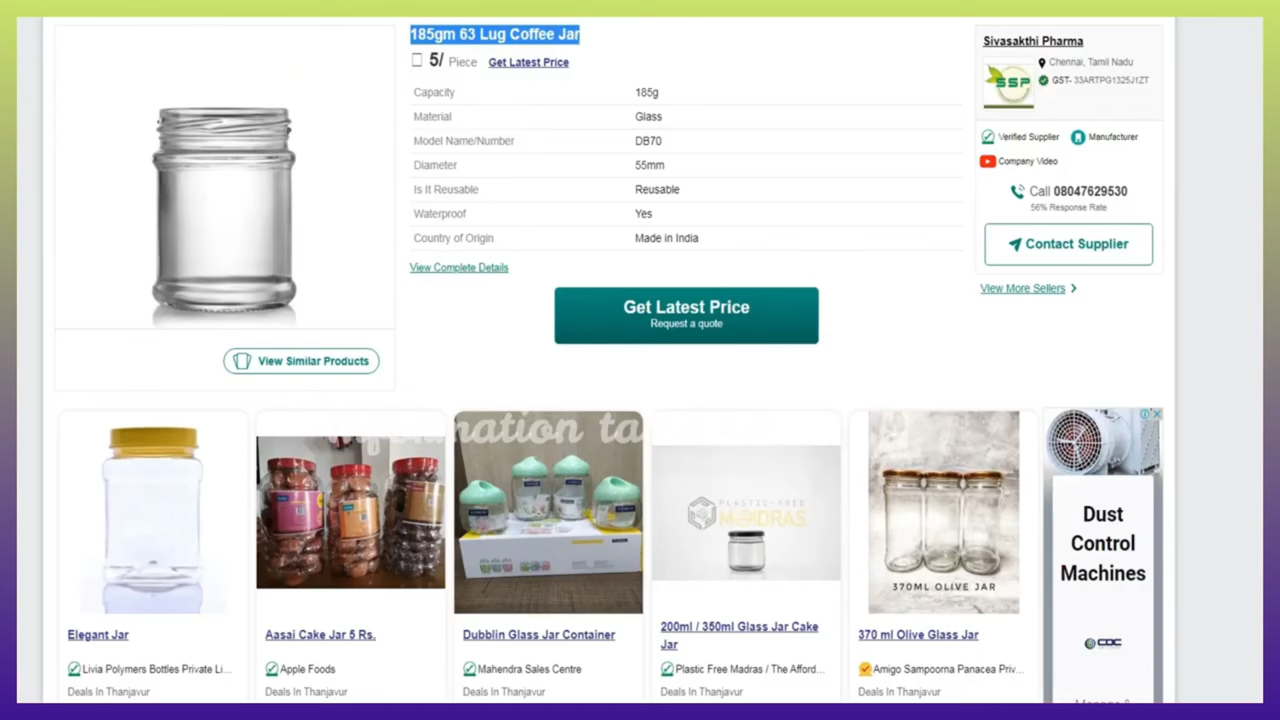 185gm 63 Lug Coffee Jar
5/ Piece Get Latest Price
Capacity 185g
Material Glass
Model Name/Number DB70
Diameter 55mm
Is It Reusable Reusable
Waterproof Yes
Country of Origin Made in India
View Complete Details
Get Latest Price
Request a quote
View Similar Products
Sivasakthi Pharma
SSP
Chennai, Tamil Nadu
GST- 33ARTPG1325J1ZT
Verified Supplier
Manufacturer
Company Video
Call 08047629530
56% Response Rate
Contact Supplier
View More Sellers
PLASTIC-FREE
370ML OLIVE JAR
Elegant Jar
Livia Polymers Bottles Private Li...
Deals In Thanjavur
Aasai Cake Jar 5 Rs.
Apple Foods
Deals In Thanjavur
Dubblin Glass Jar Container
Mahendra Sales Centre
Deals In Thanjavur
200ml / 350ml Glass Jar Cake
Jar
Plastic Free Madras / The Afford...
Deals In Thanjavur
370 ml Olive Glass Jar
Amigo Sampoorna Panacea Priv...
Deals In Thanjavur
Dust
Control
Machines
CDC